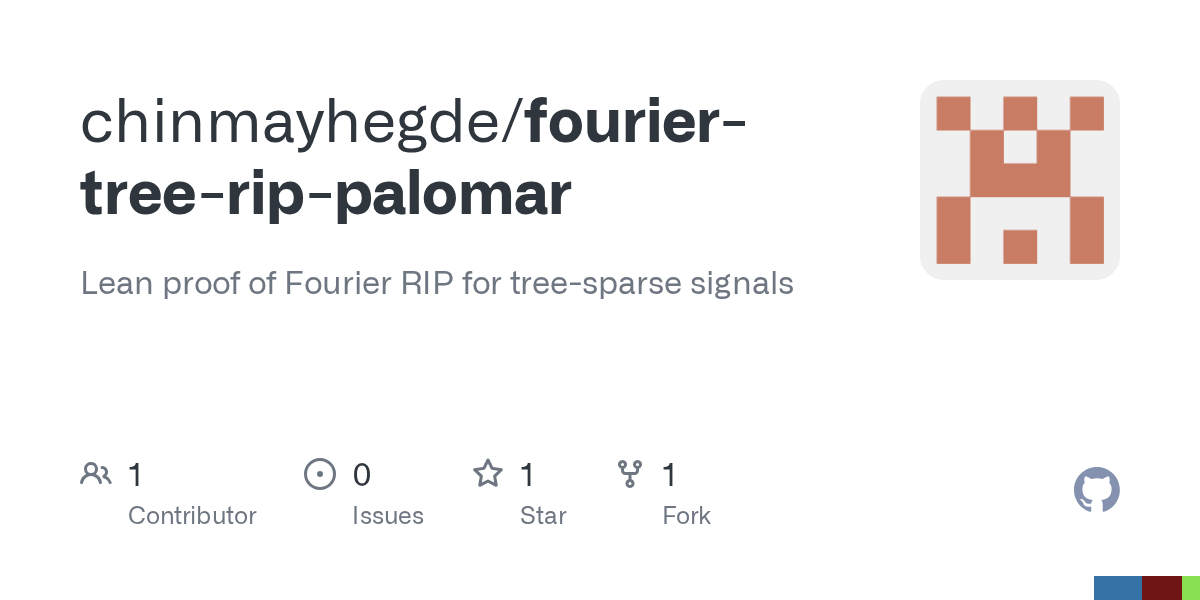 chinmayhegde/fourier-
tree-rip-palomar
Lean proof of Fourier RIP for tree-sparse signals
1
Contributor
0
Issues
1
Star
1
Fork